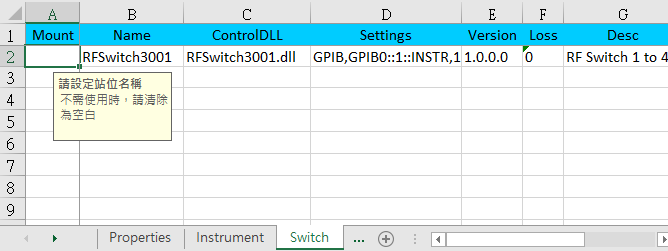 A B C D E F G
1 Mount Name ControlDLL Settings Version Loss Desc
2 RFSwitch3001 RFSwitch3001.dll GPIB,GPIB0::1::INSTR,1 1.0.0.0 0 RF Switch 1 to 4
3
請設定站位名稱
不需使用時，請清除
為空白
4
5
6
7
8
9
Properties Instrument Switch ...